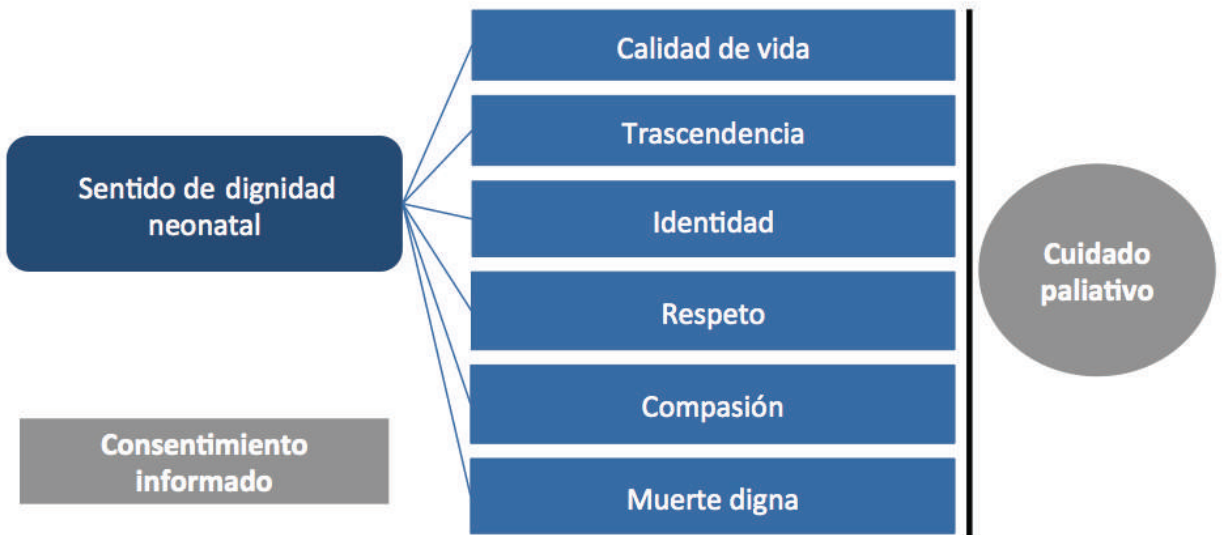 Sentido de dignidad
neonatal
Calidad de vida
Trascendencia
Identidad
Respeto
Compasión
Muerte digna
Cuidado
paliativo
Consentimiento
informado